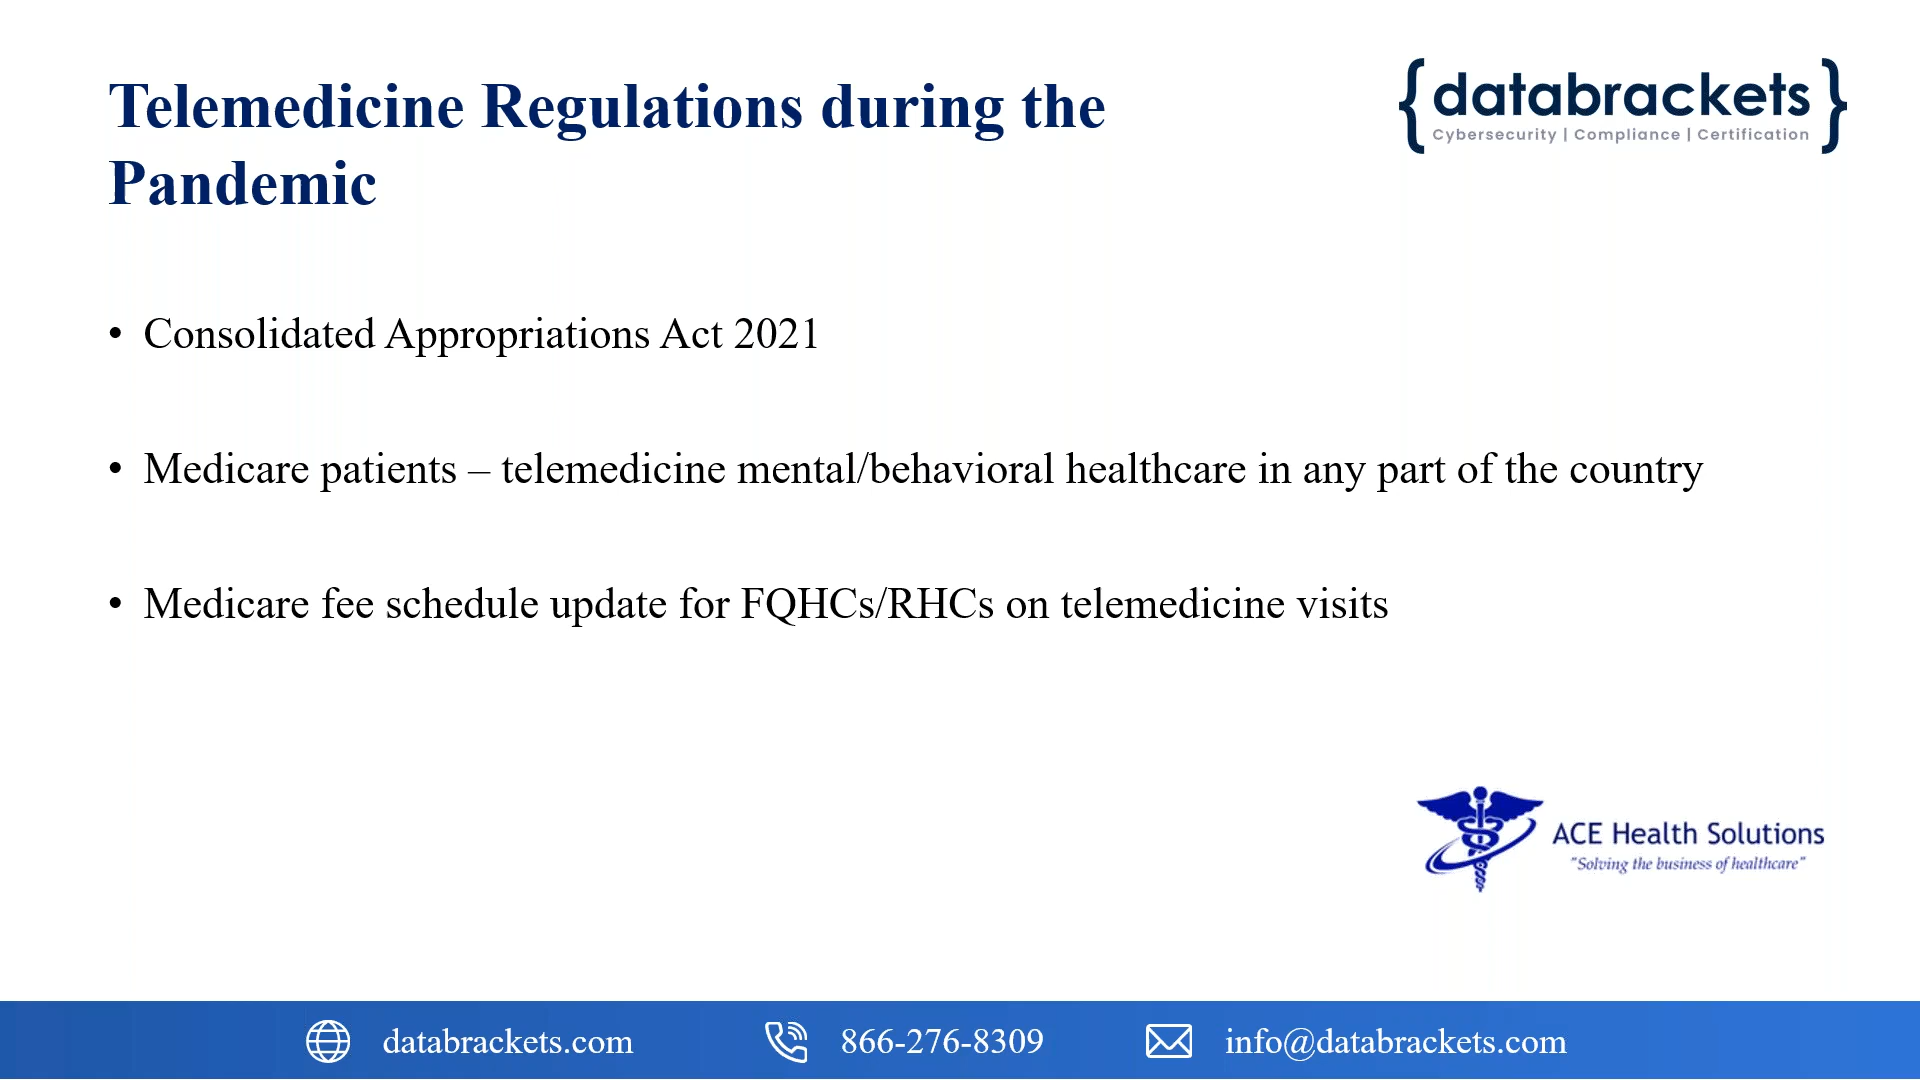 Telemedicine Regulations during the
Pandemic
{databrackets}
Cybersecurity | Compliance | Certification
• Consolidated Appropriations Act 2021
• Medicare patients – telemedicine mental/behavioral healthcare in any part of the country
• Medicare fee schedule update for FQHCs/RHCs on telemedicine visits
ACE Health Solutions
"Solving the business of healthcare"
databrackets.com
866-276-8309
info@databrackets.com